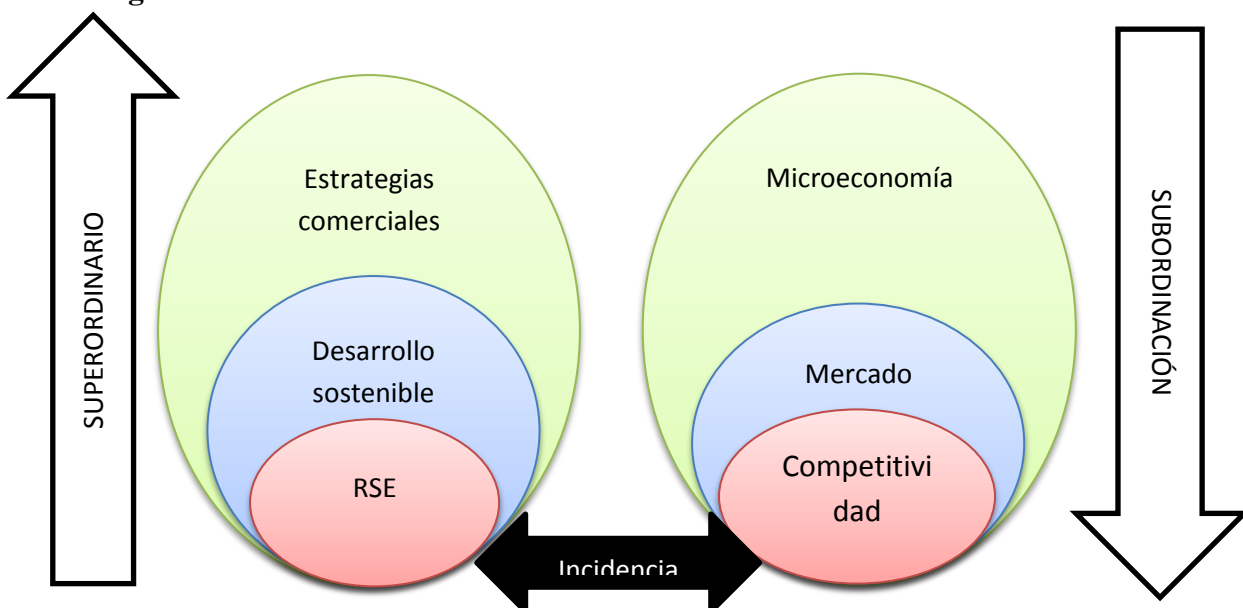 SUPERORDINARIO
Estrategias
comerciales
Desarrollo
sostenible
RSE
Microeconomía
Mercado
Competitivi
dad
SUBORDINACIÓN
Incidencia